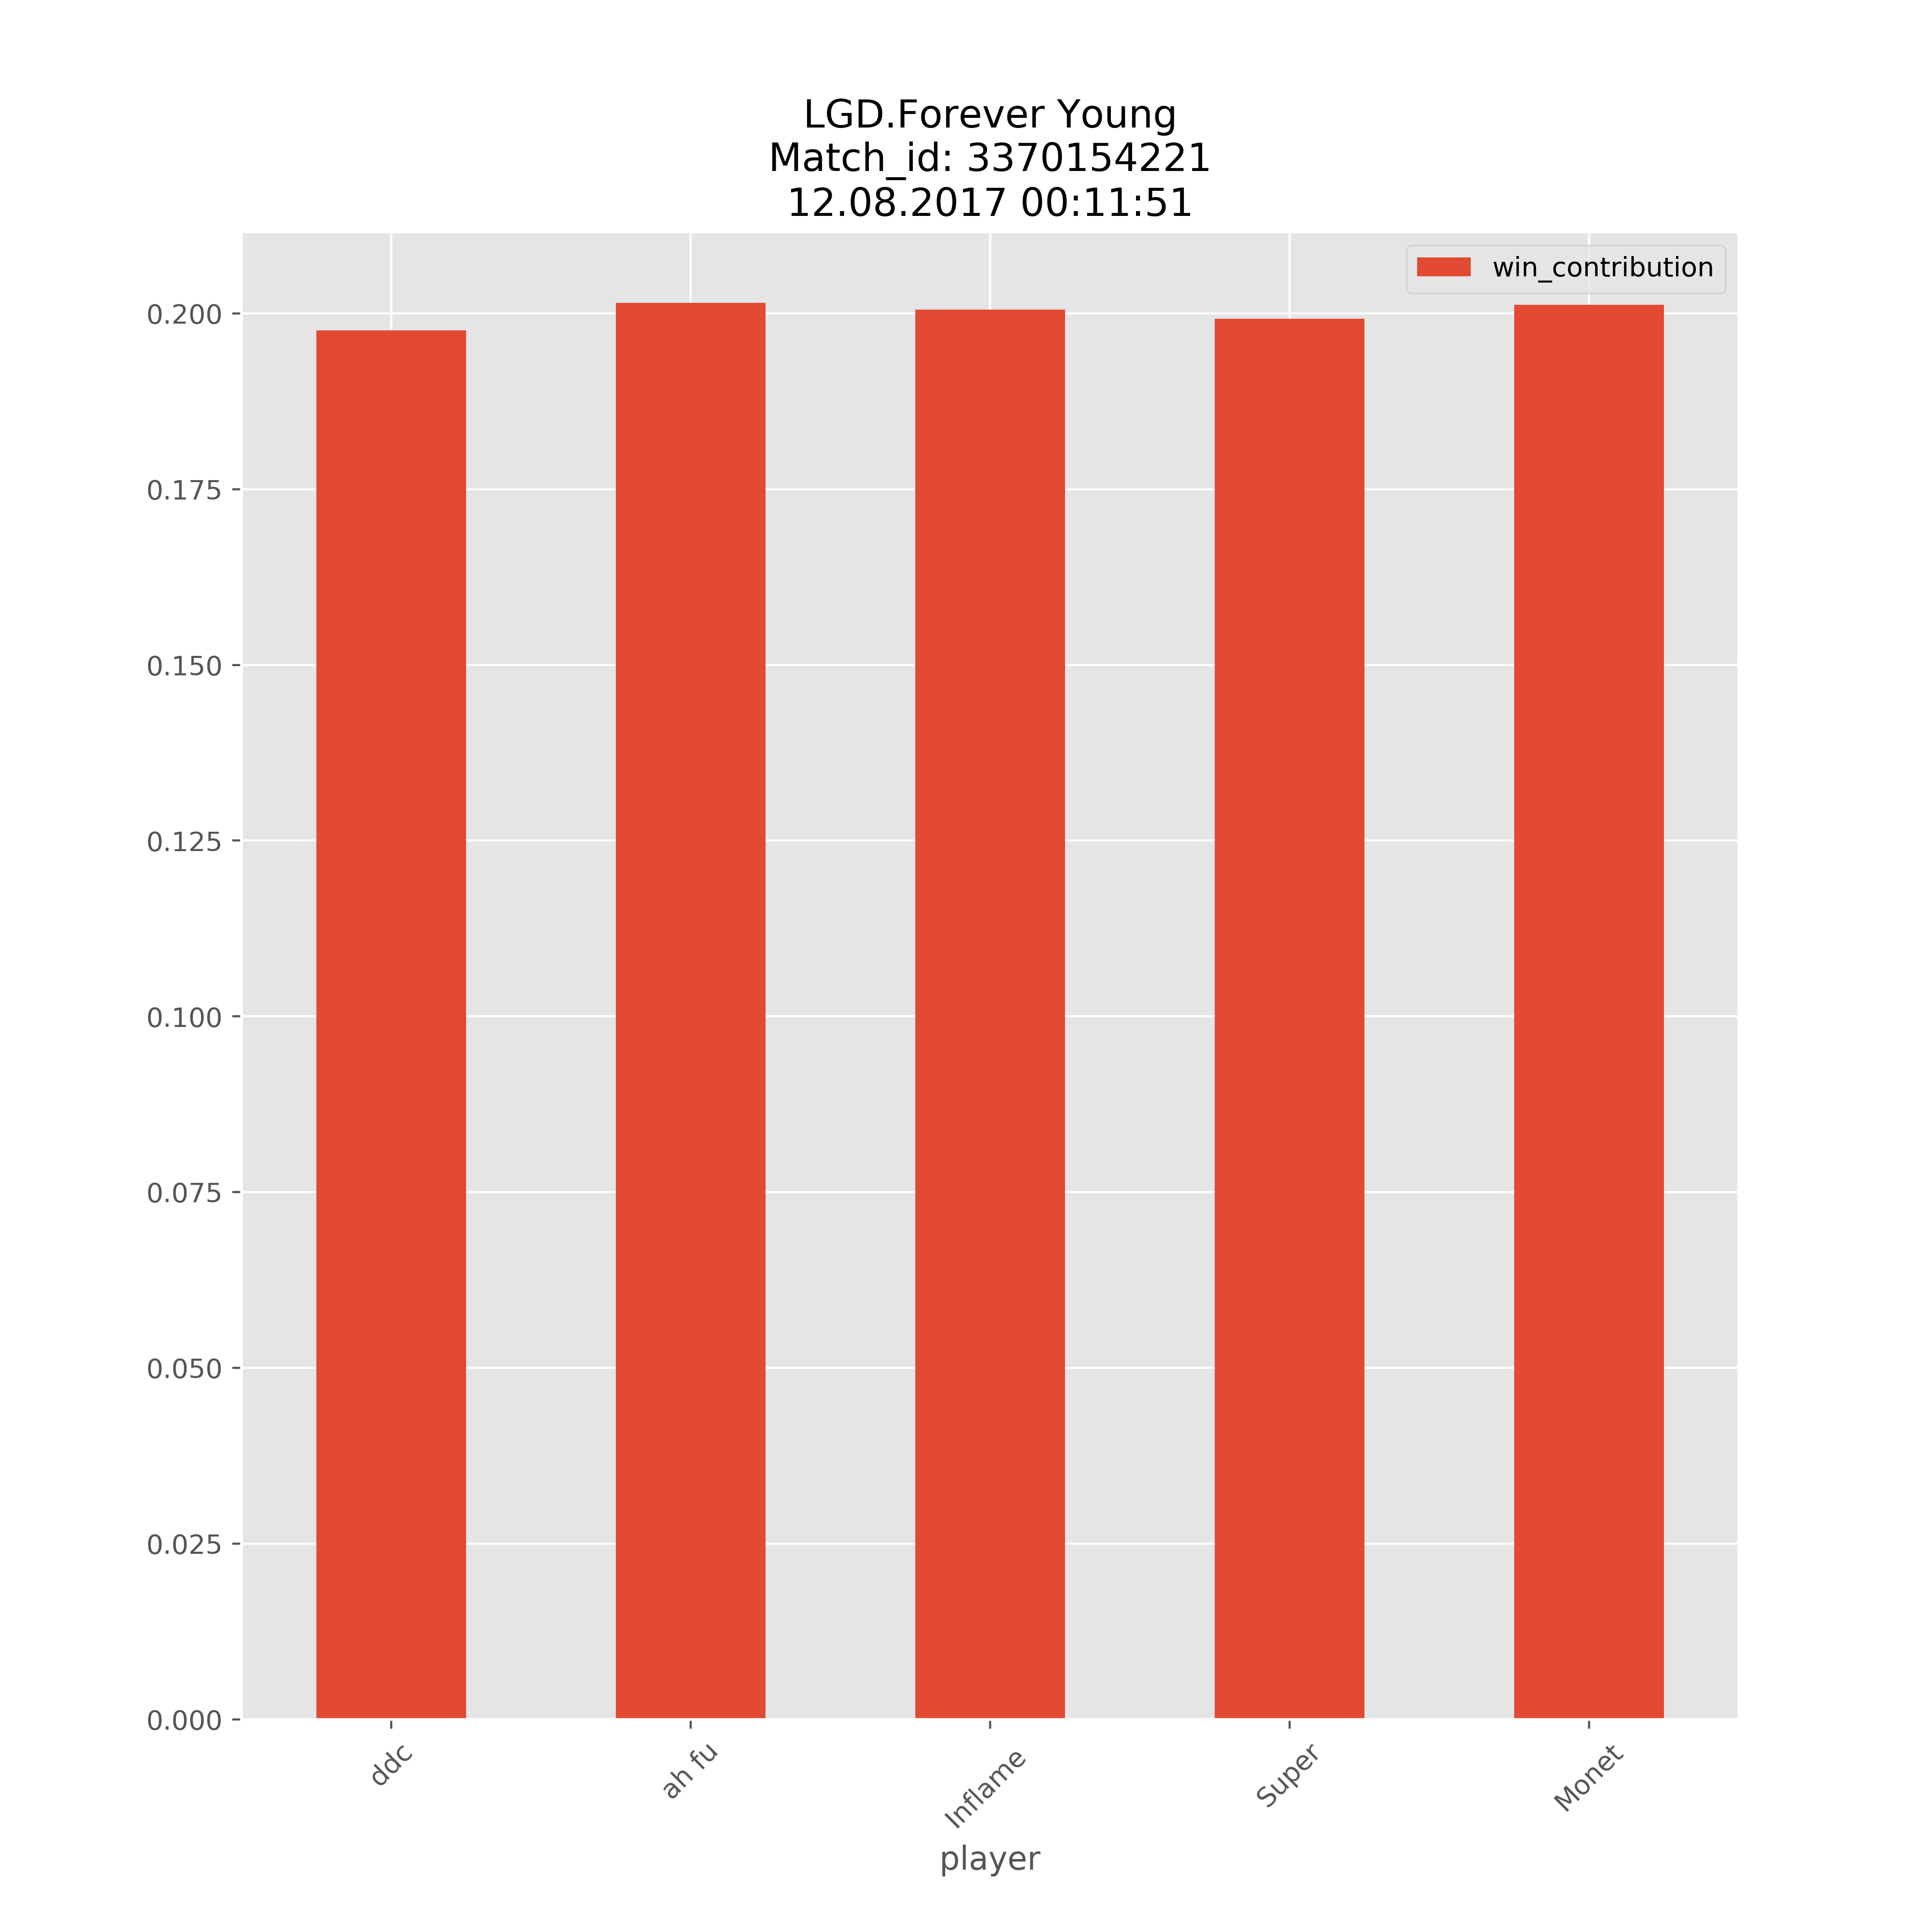 LGD.Forever Young
Match_id: 3370154221
12.08.2017 00:11:51
win_contribution
0.200
0.175
0.150
0.125
0.100
0.075
0.050
0.025
0.000
ddc
ah fu
Inflame
Super
Monet
player